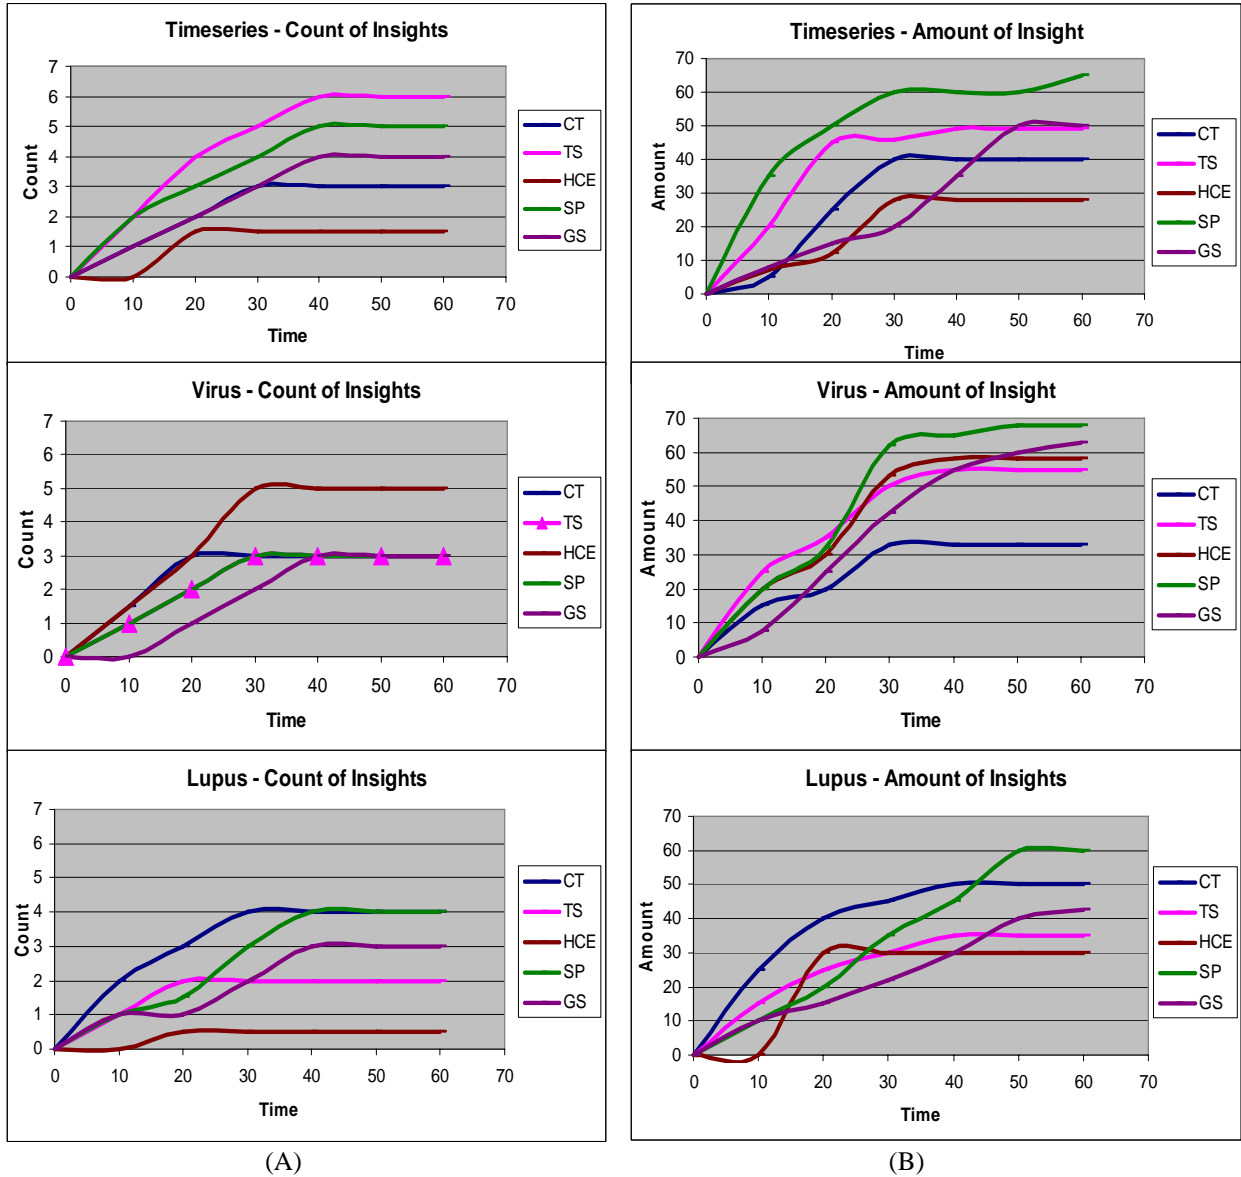 Timeseries - Count of Insights
7
6
5
4
3
2
1
0
Count
0 10 20 30 40 50 60 70
Time
CT
TS
HCE
SP
GS
Timeseries - Amount of Insight
70
60
50
40
30
20
10
0
Amount
0 10 20 30 40 50 60 70
Time
CT
TS
HCE
SP
GS
Virus - Count of Insights
7
6
5
4
3
2
1
0
Count
0 10 20 30 40 50 60 70
Time
CT
TS
HCE
SP
GS
Virus - Amount of Insight
70
60
50
40
30
20
10
0
Amount
0 10 20 30 40 50 60 70
Time
CT
TS
HCE
SP
GS
Lupus - Count of Insights
7
6
5
4
3
2
1
0
Count
0 10 20 30 40 50 60 70
Time
CT
TS
HCE
SP
GS
Lupus - Amount of Insights
70
60
50
40
30
20
10
0
Amount
0 10 20 30 40 50 60 70
Time
CT
TS
HCE
SP
GS
(A)
(B)